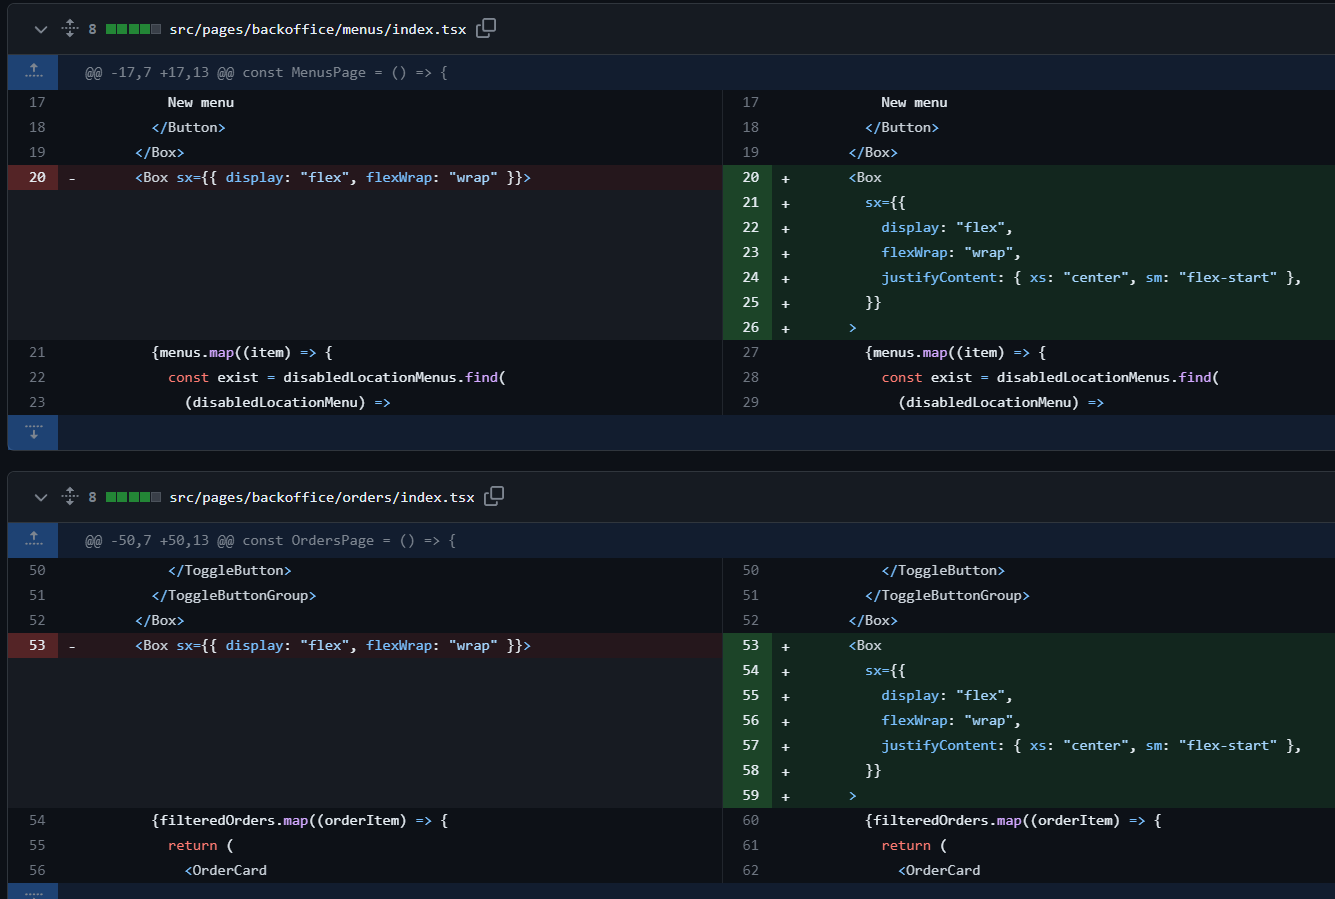 8 src/pages/backoffice/menus/index.tsx
@@ -17,7 +17,13 @@ const MenusPage = () => {
17 New menu 17 New menu
18 </Button> 18 </Button>
19 </Box> 19 </Box>
20 - <Box sx={{ display: "flex", flexWrap: "wrap" }}> 20 + <Box
21 + sx={{
22 + display: "flex",
23 + flexWrap: "wrap",
24 + justifyContent: { xs: "center", sm: "flex-start" },
25 + }}
26 + >
21 {menus.map((item) => { 27 {menus.map((item) => {
22 const exist = disabledLocationMenus.find( 28 const exist = disabledLocationMenus.find(
23 (disabledLocationMenu) => 29 (disabledLocationMenu) =>
8 src/pages/backoffice/orders/index.tsx
@@ -50,7 +50,13 @@ const OrdersPage = () => {
50 </ToggleButton> 50 </ToggleButton>
51 </ToggleButtonGroup> 51 </ToggleButtonGroup>
52 </Box> 52 </Box>
53 - <Box sx={{ display: "flex", flexWrap: "wrap" }}> 53 + <Box
54 + sx={{
55 + display: "flex",
56 + flexWrap: "wrap",
57 + justifyContent: { xs: "center", sm: "flex-start" },
58 + }}
59 + >
54 {filteredOrders.map((orderItem) => { 60 {filteredOrders.map((orderItem) => {
55 return ( 61 return (
56 <OrderCard 62 <OrderCard